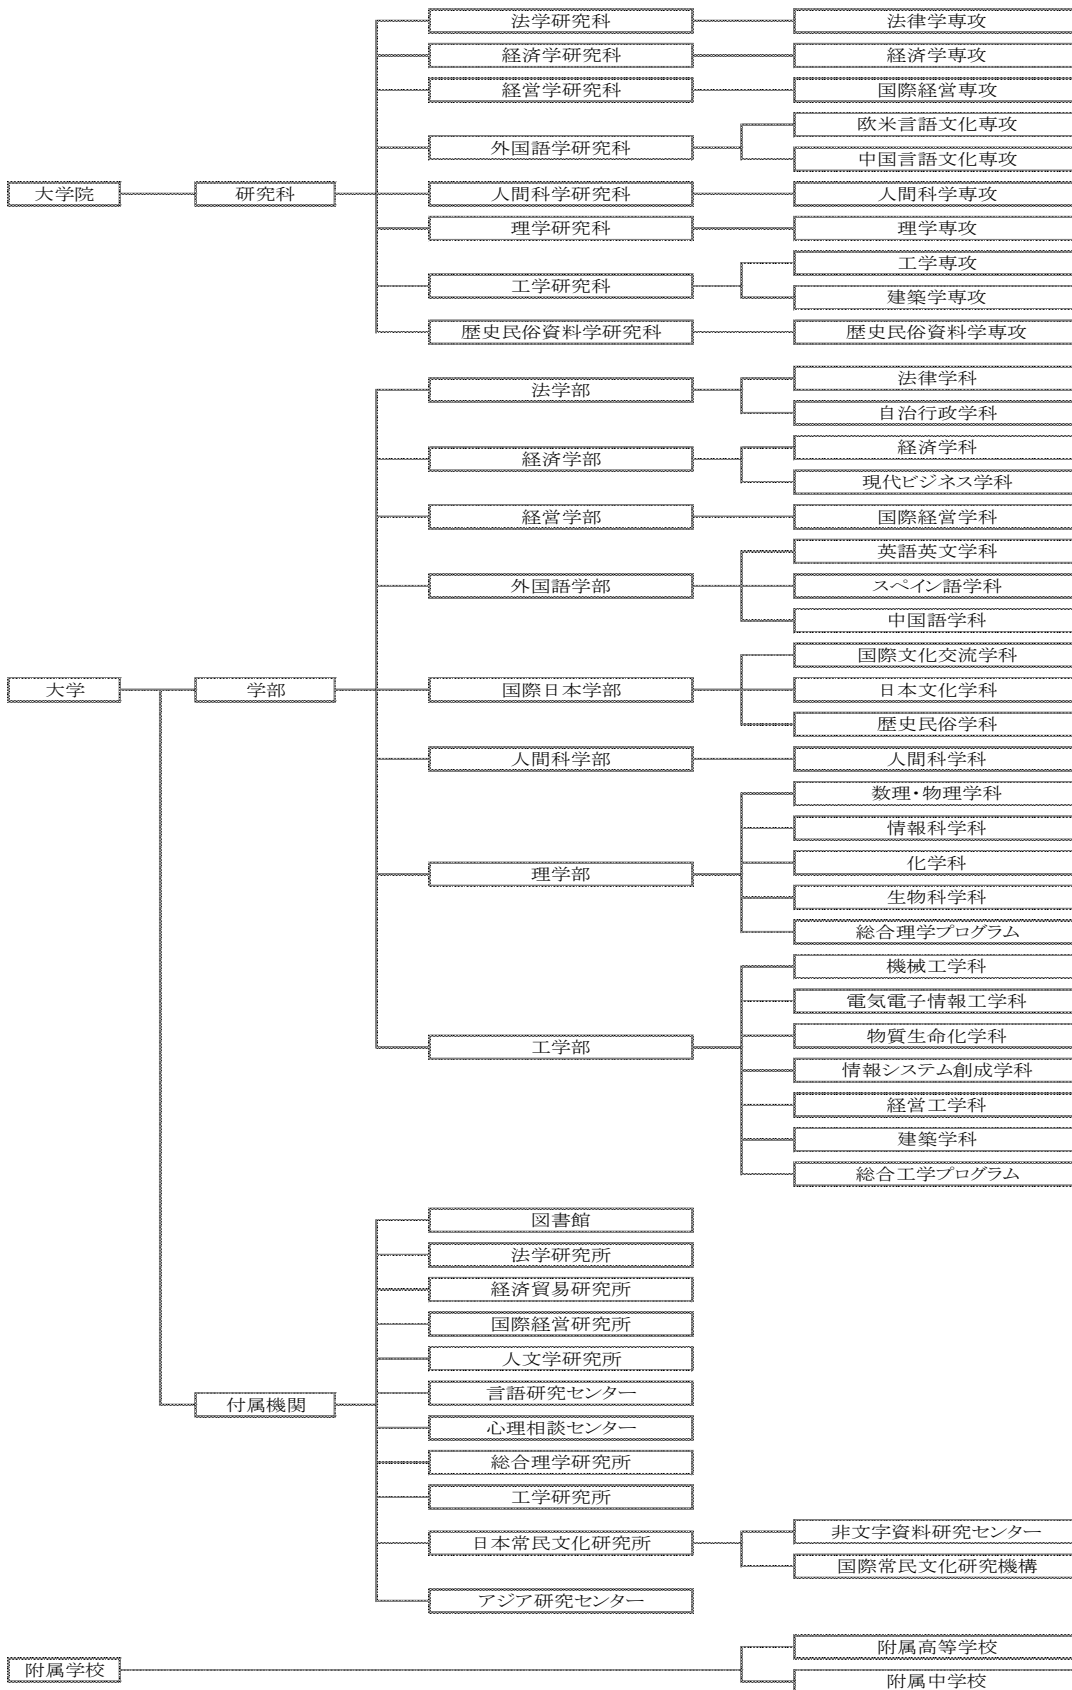 法学研究科 法律学専攻
経済学研究科 経済学専攻
経営学研究科 国際経営専攻
欧米言語文化専攻
外国語学研究科
中国言語文化専攻
大学院 研究科 人間科学研究科 人間科学専攻
理学研究科 理学専攻
工学専攻
工学研究科
建築学専攻
歴史民俗資料学研究科 歴史民俗資料学専攻
法律学科
法学部
自治行政学科
経済学科
経済学部
現代ビジネス学科
経営学部 国際経営学科
英語英文学科
外国語学部 スペイン語学科
中国語学科
国際文化交流学科
大学 学部 国際日本学部 日本文化学科
歴史民俗学科
人間科学部 人間科学科
数理・物理学科
情報科学科
化学科
理学部
生物科学科
総合理学プログラム
機械工学科
電気電子情報工学科
物質生命化学科
工学部
情報システム創成学科
経営工学科
建築学科
総合工学プログラム
図書館
法学研究所
経済貿易研究所
国際経営研究所
人文学研究所
言語研究センター
付属機関
心理相談センター
総合理学研究所
工学研究所
非文字資料研究センター
日本常民文化研究所
国際常民文化研究機構
アジア研究センター
附属高等学校
附属学校
附属中学校